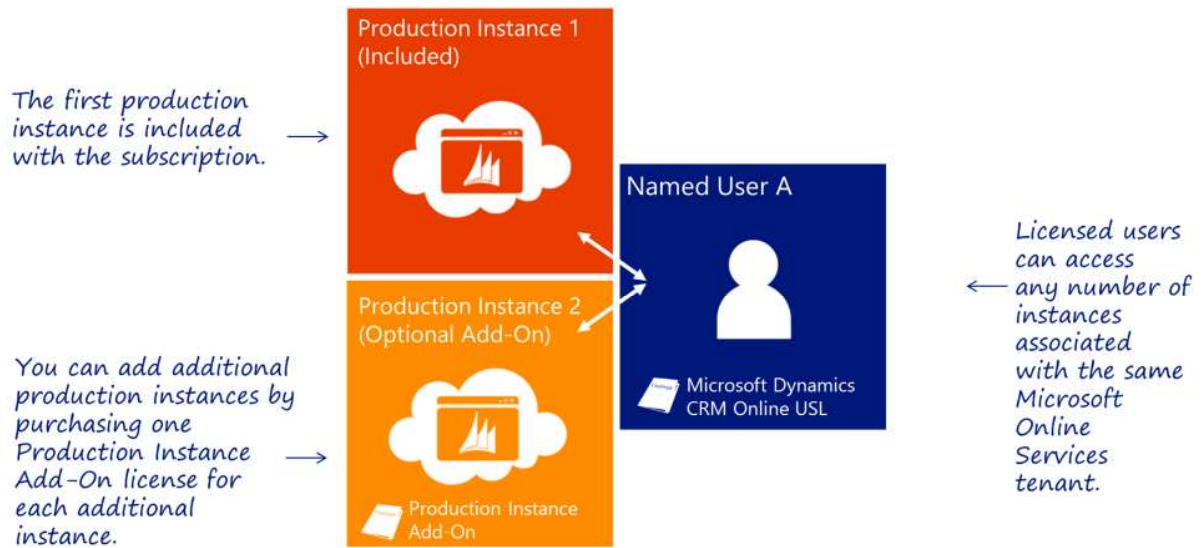 The first production
instance is included
with the subscription.
Production Instance 1
(Included)
Named User A
Microsoft Dynamics
CRM Online USL
Licensed users
can access
any number of
instances
associated
with the same
Microsoft
Online
Services
tenant.
You can add additional
production instances by
purchasing one
Production Instance
Add-On license for
each additional
instance.
Production Instance 2
(Optional Add-On)
Production Instance
Add-On